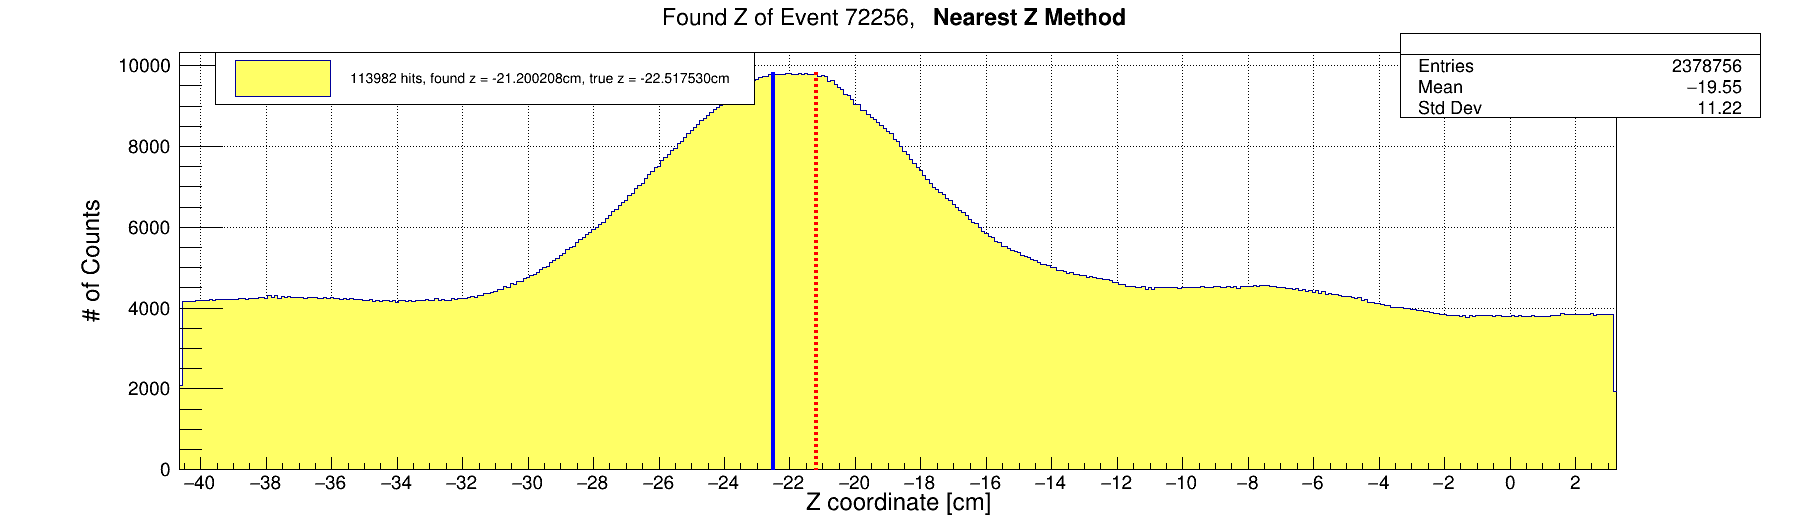 Found Z of Event 72256, Nearest Z Method
113982 hits, found z = -21.200208cm, true z = -22.517530cm
Entries 2378756
Mean −19.55
Std Dev 11.22
# of Counts
10000
8000
6000
4000
2000
0
−40 −38 −36 −34 −32 −30 −28 −26 −24 −22 −20 −18 −16 −14 −12 −10 −8 −6 −4 −2 0 2
Z coordinate [cm]